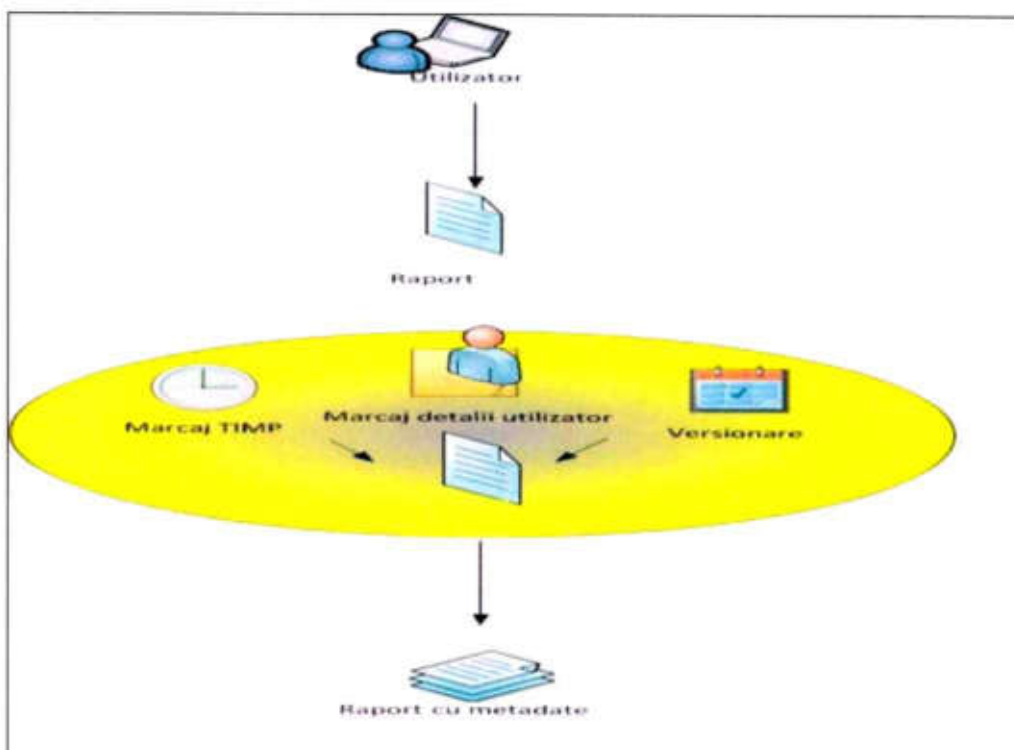 Utilizator
Raport
Marcaj detalii utilizator
Marcaj TIMP
Versionare
Raport cu metadate